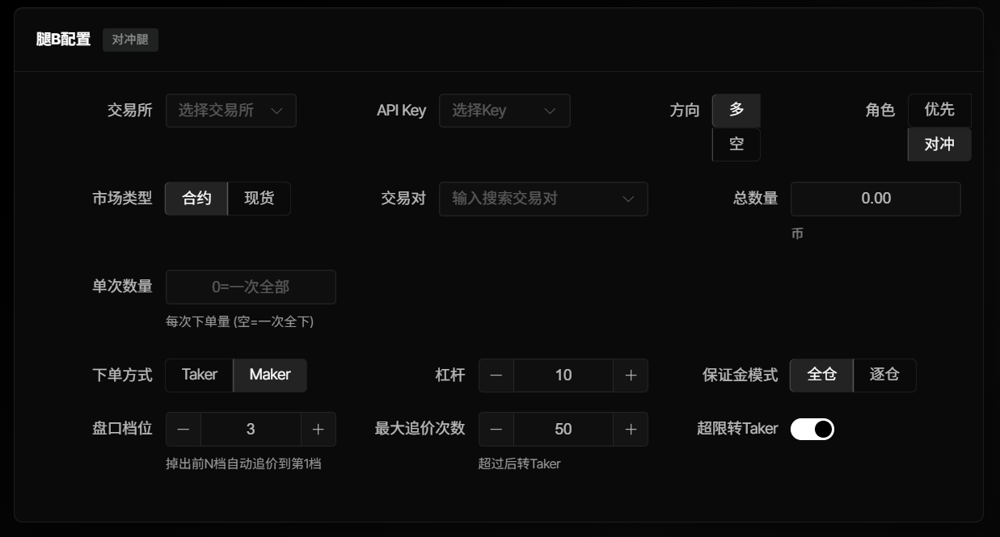 腿B配置 对冲腿
交易所 选择交易所 API Key 选择Key 方向 多 角色 优先
空 对冲
市场类型 合约 现货 交易对 输入搜索交易对 总数量 0.00
币
单次数量 0=一次全部
每次下单量 (空=一次全下)
下单方式 Taker Maker 杠杆 — 10 + 保证金模式 全仓 逐仓
盘口档位 — 3 + 最大追价次数 — 50 + 超限转Taker
掉出前N档自动追价到第1档 超过后转Taker